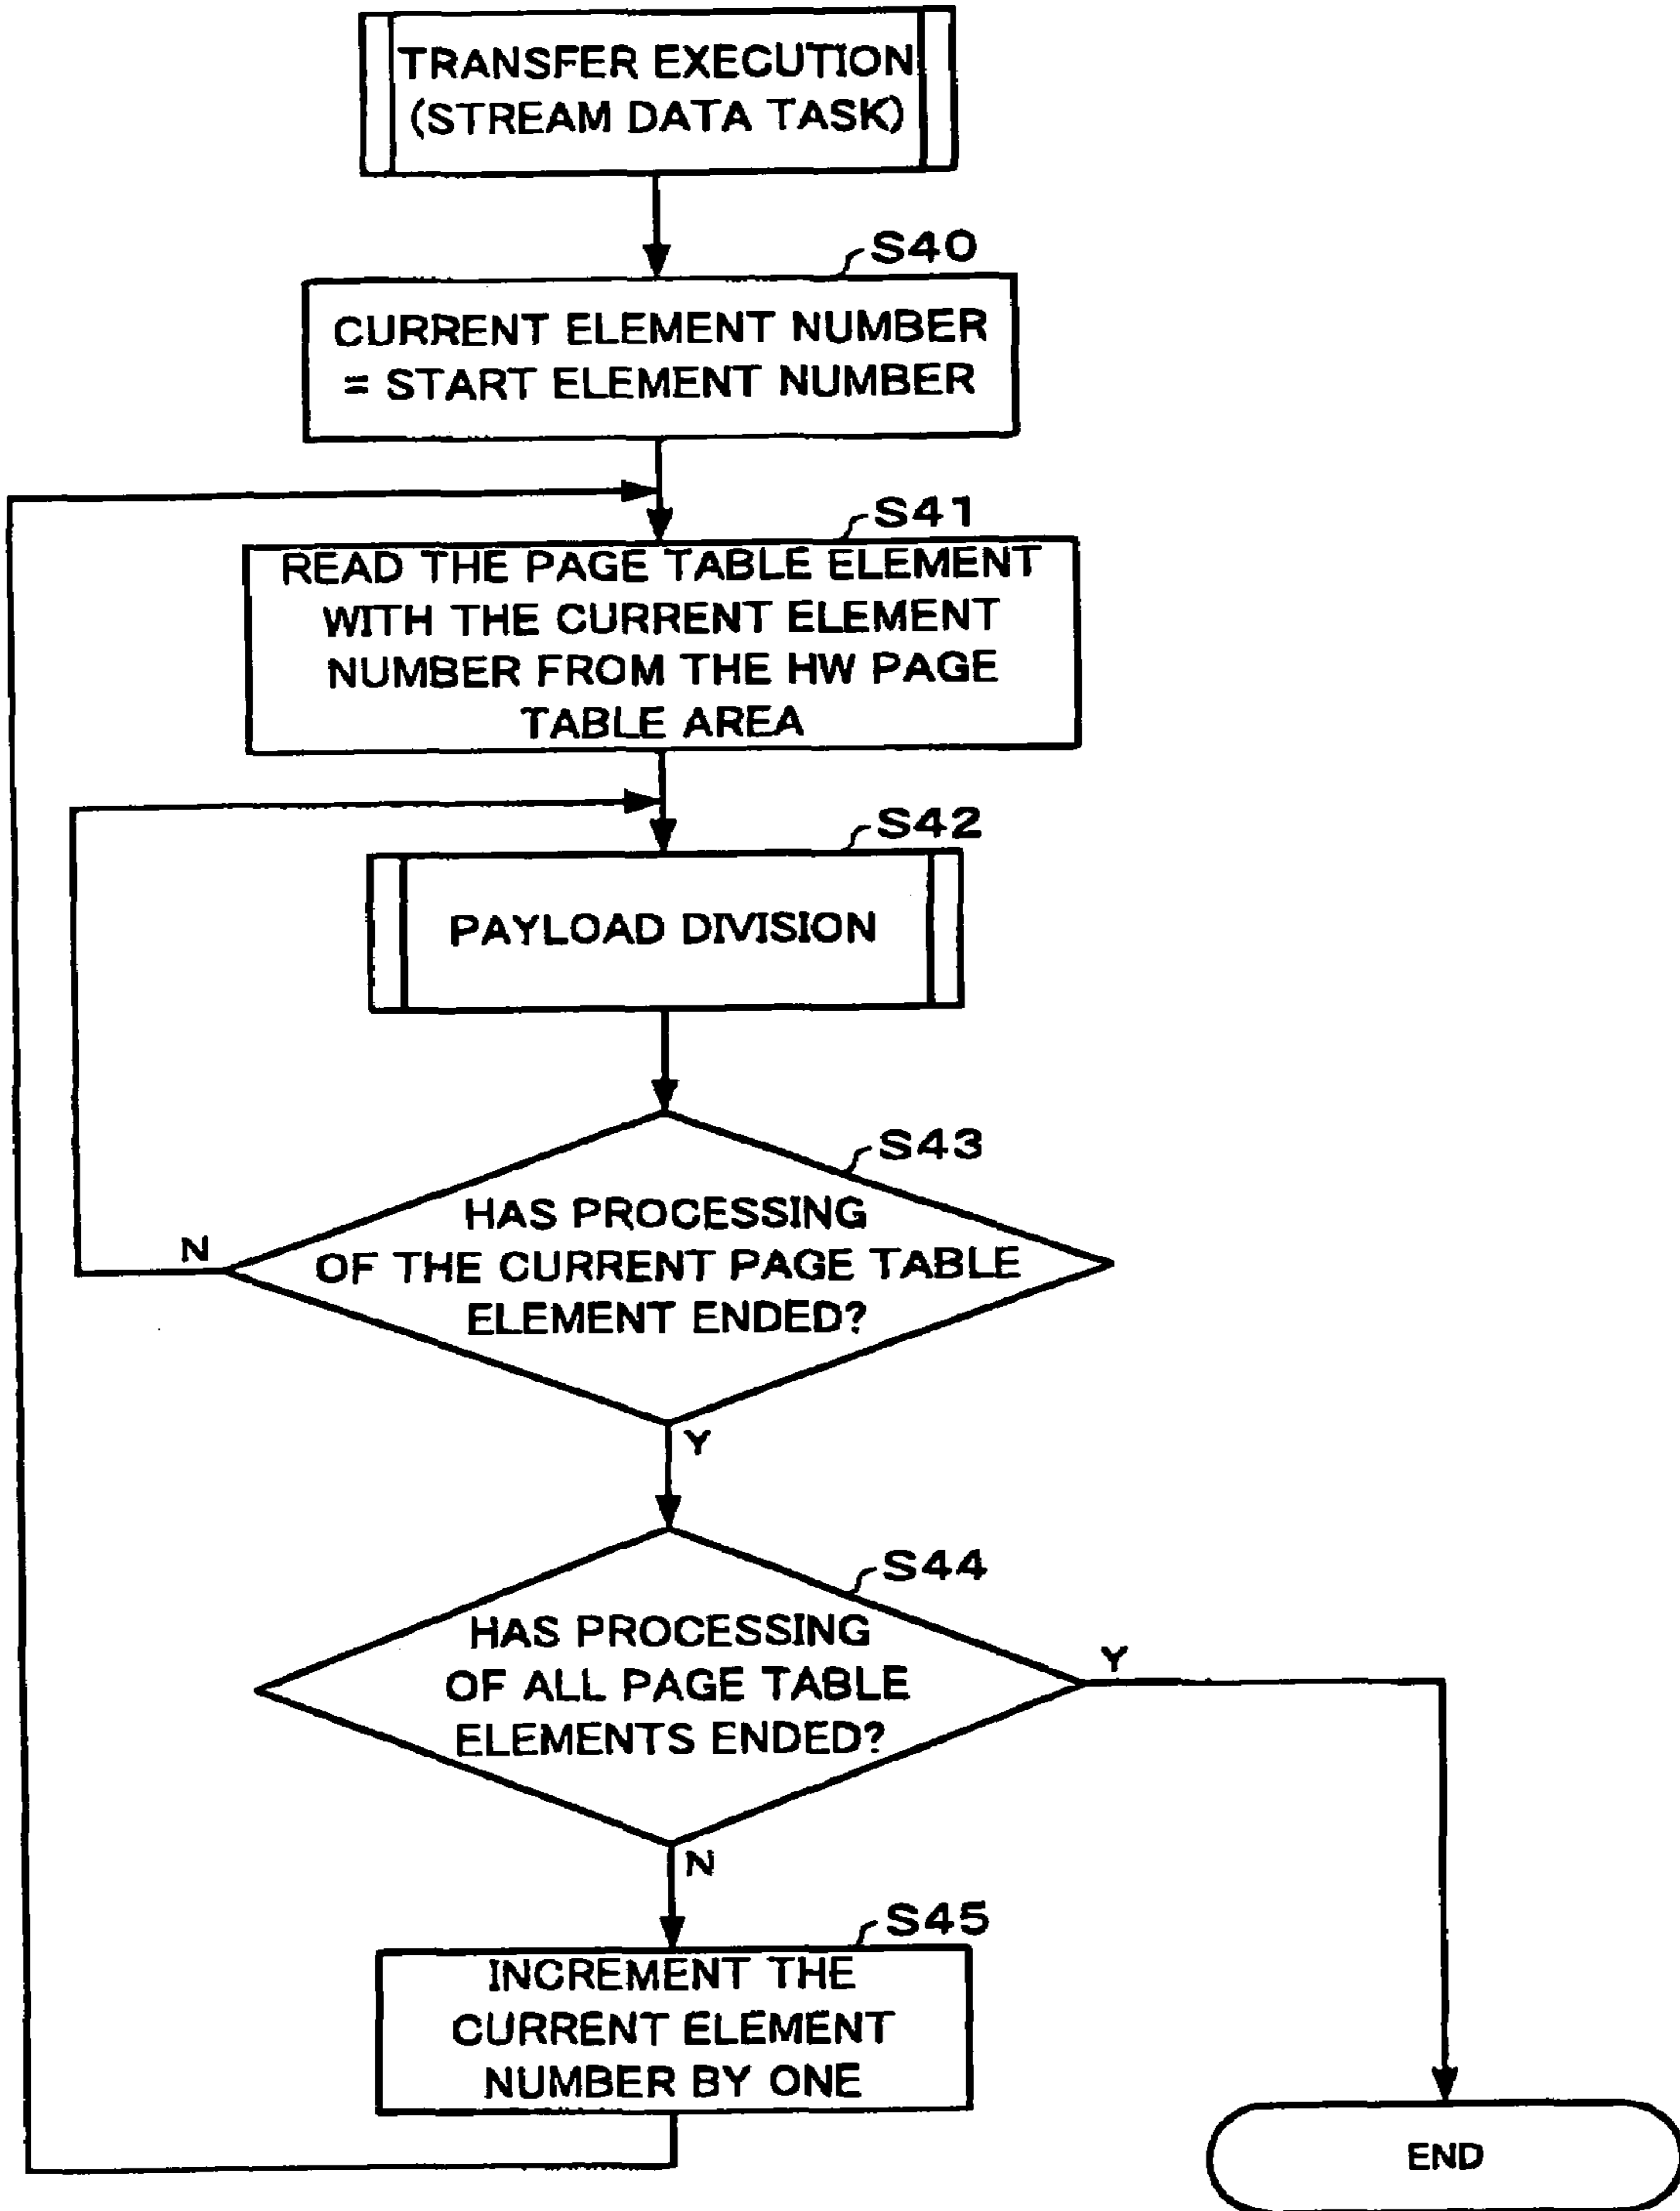 TRANSFER EXECUTION
(STREAM DATA TASK)
S40
CURRENT ELEMENT NUMBER
= START ELEMENT NUMBER
S41
READ THE PAGE TABLE ELEMENT
WITH THE CURRENT ELEMENT
NUMBER FROM THE HW PAGE
TABLE AREA
S42
PAYLOAD DIVISION
S43
HAS PROCESSING
OF THE CURRENT PAGE TABLE
ELEMENT ENDED?
N
Y
S44
HAS PROCESSING
OF ALL PAGE TABLE
ELEMENTS ENDED?
Y
N
S45
INCREMENT THE
CURRENT ELEMENT
NUMBER BY ONE
END